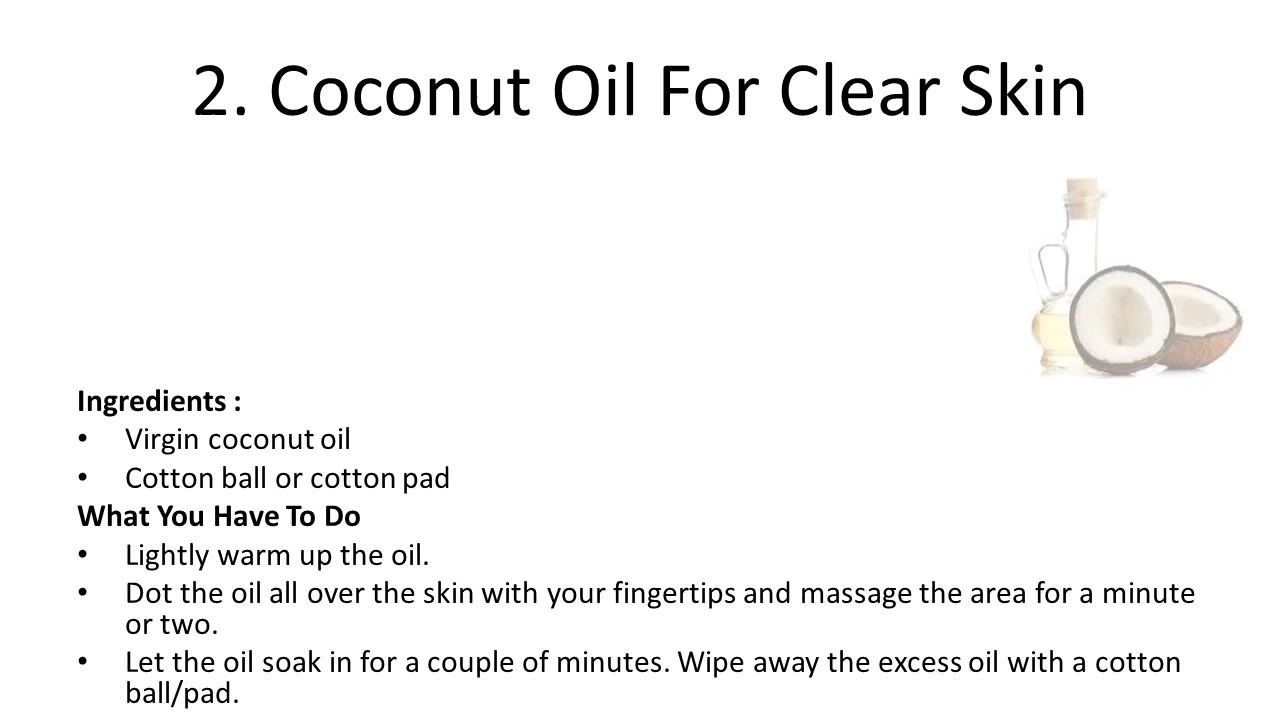 2. Coconut Oil For Clear Skin
Ingredients :
• Virgin coconut oil
• Cotton ball or cotton pad
What You Have To Do
• Lightly warm up the oil.
• Dot the oil all over the skin with your fingertips and massage the area for a minute
or two.
• Let the oil soak in for a couple of minutes. Wipe away the excess oil with a cotton
ball/pad.